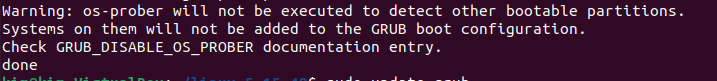 Warning: os-prober will not be executed to detect other bootable partitions.
Systems on them will not be added to the GRUB boot configuration.
Check GRUB_DISABLE_OS_PROBER documentation entry.
done